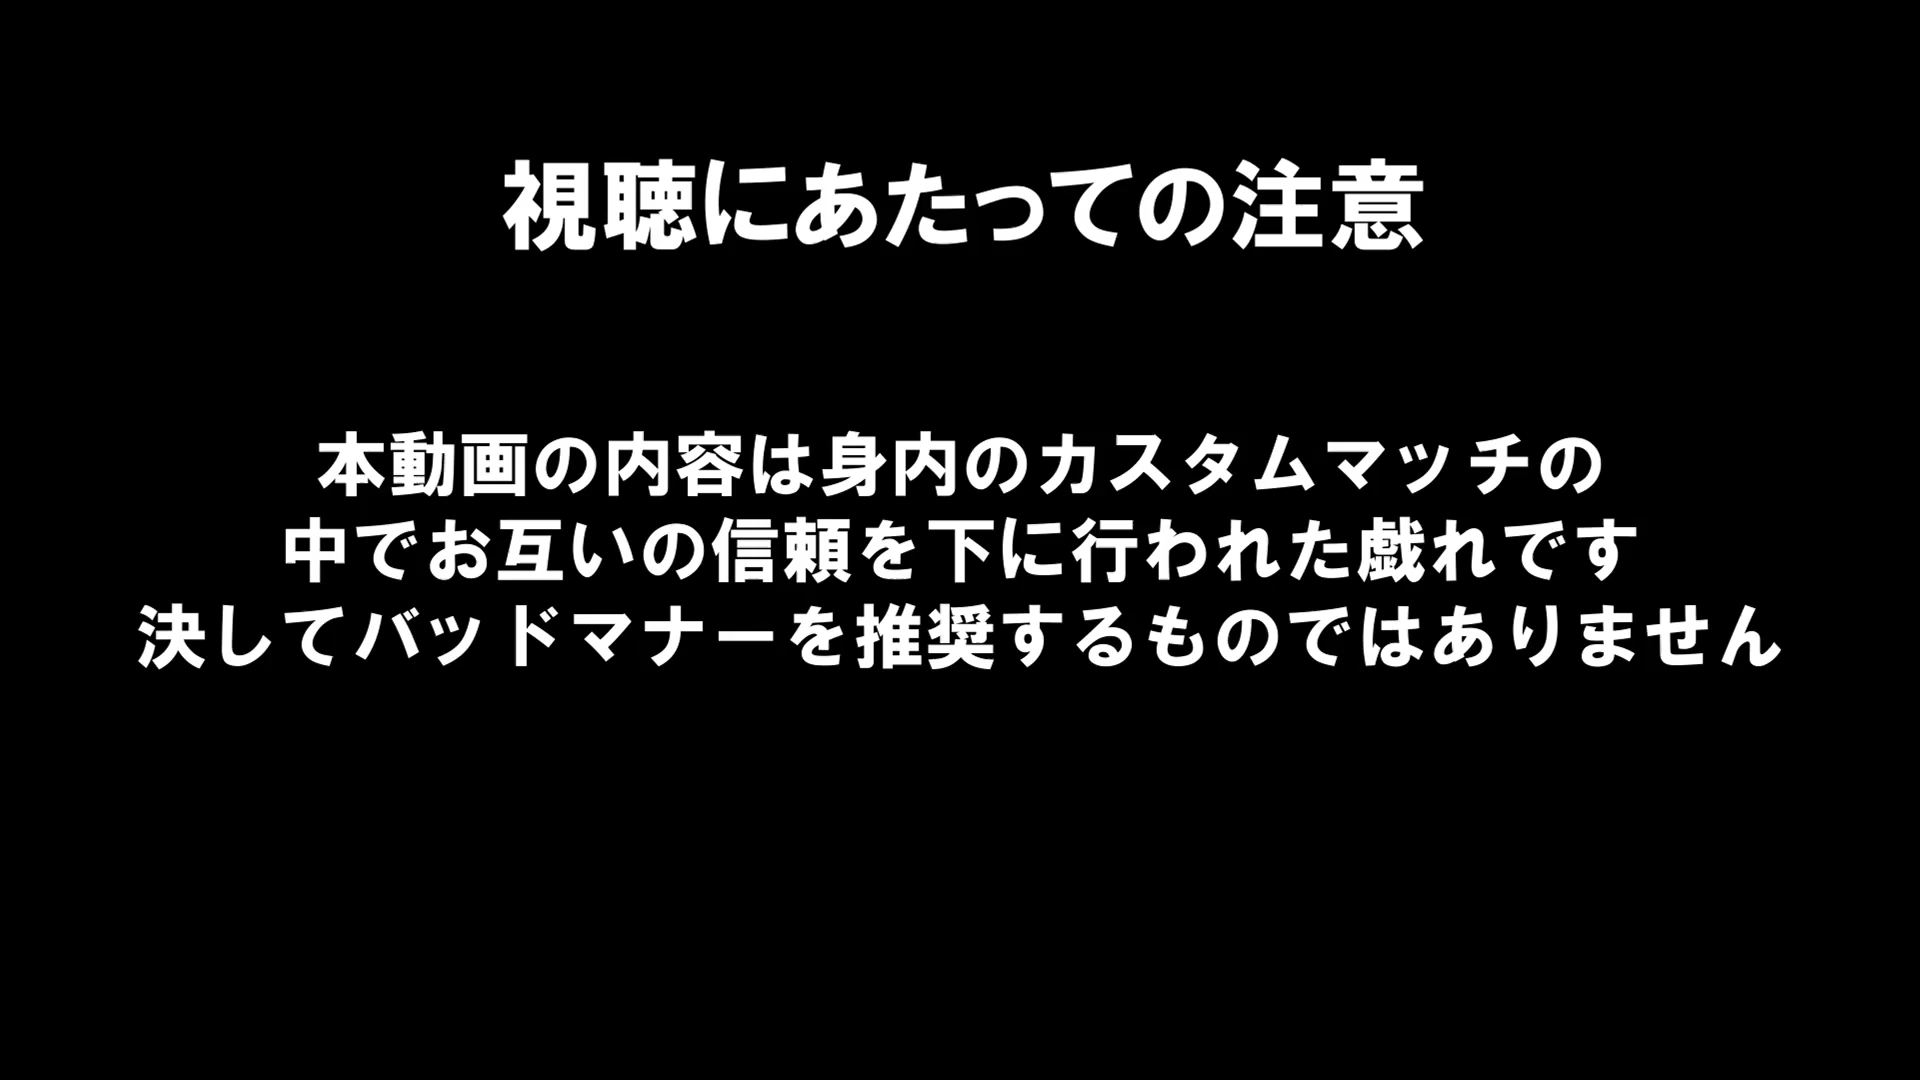 視聴にあたっての注意
本動画の内容は身内のカスタムマッチの
中でお互いの信頼を下に行われた戯れです
決してバッドマナーを推奨するものではありません